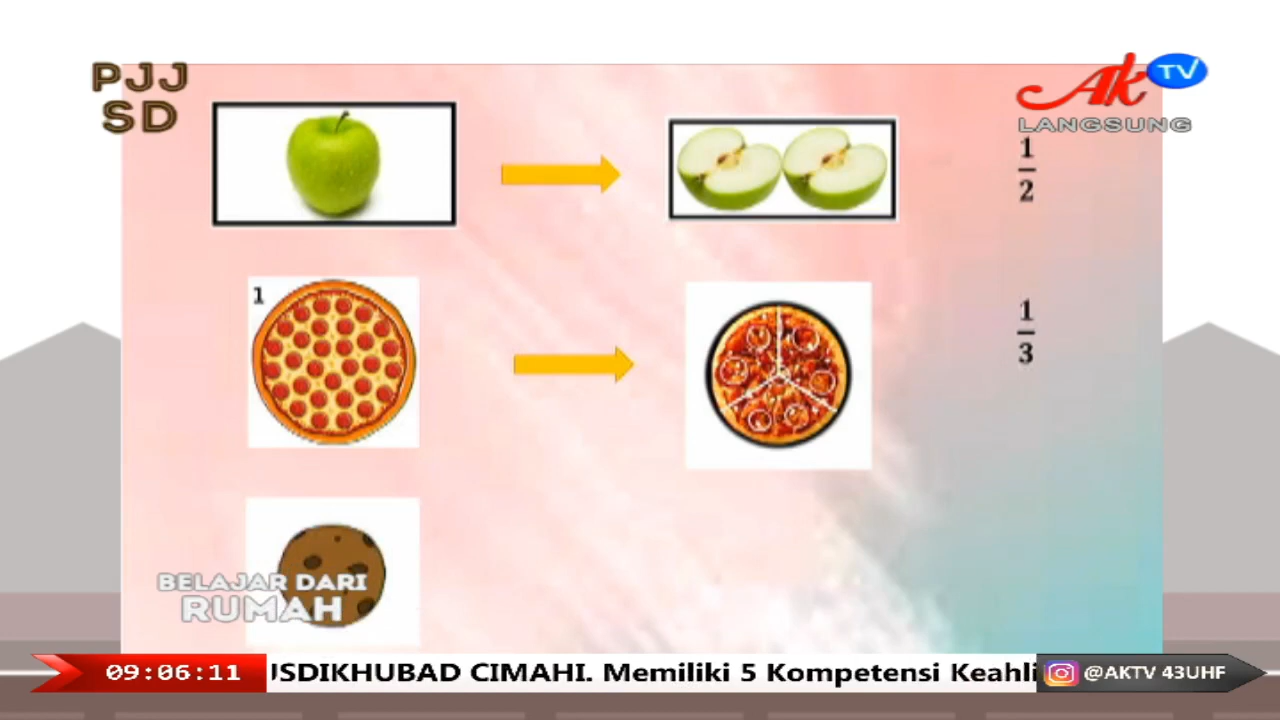 PJJ
SD
Ak TV
LANGSUNG
1
2
1
1
3
BELAJAR DARI
RUMAH
09:06:11
USDIKHUBAD CIMAHI. Memiliki 5 Kompetensi Keahli
@AKTV 43UHF